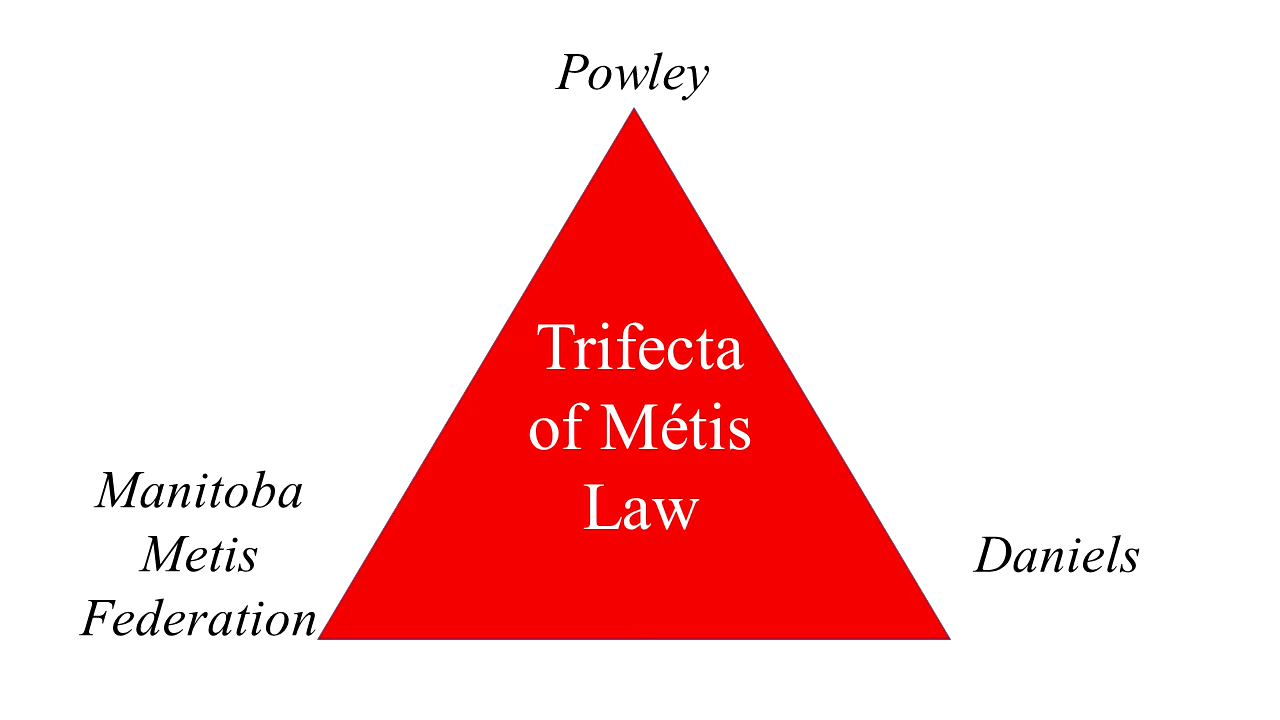 Powley
Trifecta
of Métis
Law
Manitoba
Metis
Federation
Daniels